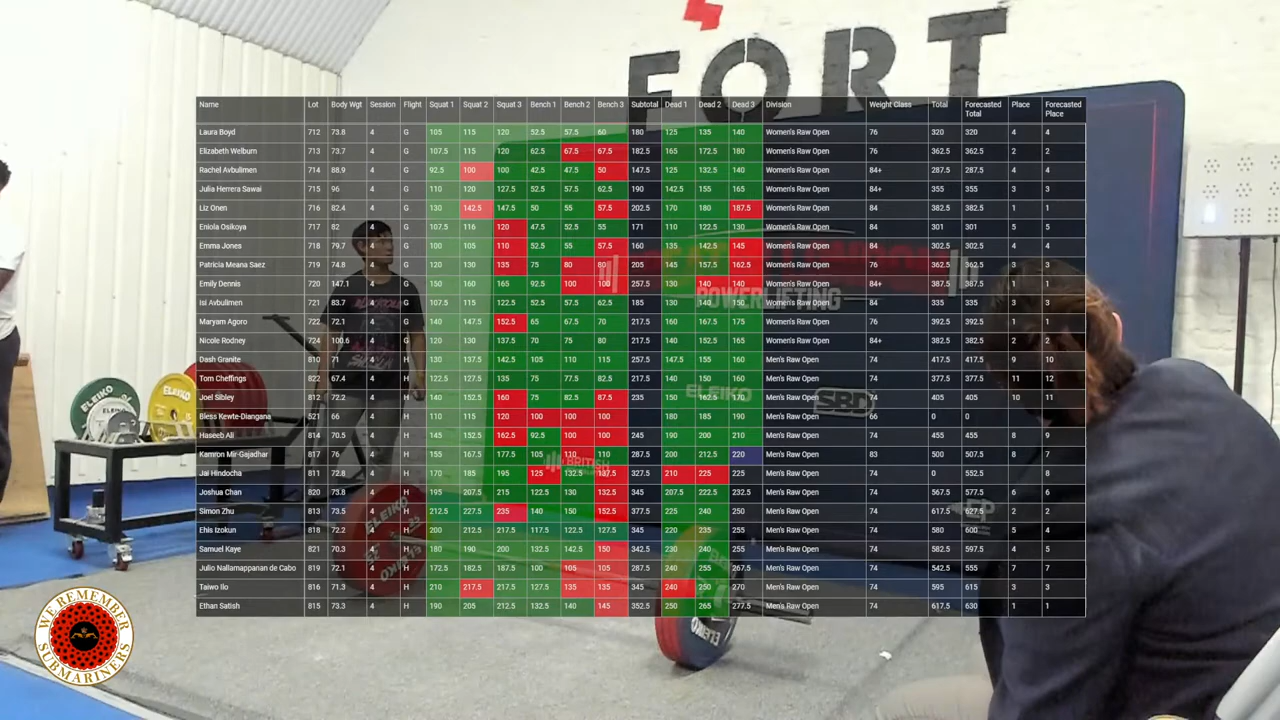 FORT
Name Lot Body Wgt Session Flight Squat 1 Squat 2 Squat 3 Bench 1 Bench 2 Bench 3 Subtotal Dead 1 Dead 2 Dead 3 Division Weight Class Total Forecasted Total Place Forecasted Place
Laura Boyd 712 73.8 4 G 105 115 120 52.5 57.5 60 180 125 135 140 Women's Raw Open 76 320 320 4 4
Elizabeth Welburn 713 73.7 4 G 107.5 115 120 62.5 67.5 67.5 182.5 165 172.5 180 Women's Raw Open 76 362.5 362.5 2 2
Rachel Avbulimen 714 88.9 4 G 92.5 100 100 42.5 47.5 50 147.5 125 132.5 140 Women's Raw Open 84+ 287.5 287.5 4 4
Julia Herrera Sawai 715 96 4 G 110 120 127.5 52.5 57.5 62.5 190 142.5 155 165 Women's Raw Open 84+ 355 355 3 3
Liz Onen 716 82.4 4 G 130 142.5 147.5 50 55 57.5 202.5 170 180 187.5 Women's Raw Open 84 382.5 382.5 1 1
Eniola Osikoya 717 82 4 G 107.5 116 120 47.5 52.5 55 171 110 122.5 130 Women's Raw Open 84 301 301 5 5
Emma Jones 718 79.7 4 G 100 105 110 52.5 55 57.5 160 135 142.5 145 Women's Raw Open 84 302.5 302.5 4 4
Patricia Meana Saez 719 74.8 4 G 120 130 135 75 80 80 205 145 157.5 162.5 Women's Raw Open 76 362.5 362.5 3 3
Emily Dennis 720 147.1 4 G 150 160 165 92.5 100 100 257.5 130 140 140 Women's Raw Open 84+ 387.5 387.5 1 1
Isi Avbulimen 721 83.7 4 G 107.5 115 122.5 52.5 57.5 62.5 185 130 140 150 Women's Raw Open 84 335 335 3 3
Maryam Agoro 722 72.1 4 G 140 147.5 152.5 65 67.5 70 217.5 160 167.5 175 Women's Raw Open 76 392.5 392.5 1 1
Nicole Rodney 724 100.6 4 G 120 130 137.5 70 75 80 217.5 140 152.5 165 Women's Raw Open 84+ 382.5 382.5 2 2
Dash Granite 810 71 4 H 130 137.5 142.5 105 110 115 257.5 147.5 155 160 Men's Raw Open 74 417.5 417.5 9 10
Tom Cheffings 822 67.4 4 H 122.5 127.5 135 75 77.5 82.5 217.5 140 150 160 Men's Raw Open 74 377.5 377.5 11 12
Joel Sibley 812 72.2 4 H 140 152.5 160 75 82.5 87.5 235 150 162.5 170 Men's Raw Open 74 405 405 10 11
Bless Kewte-Diangana 521 66 4 H 110 115 120 100 100 100 180 185 190 Men's Raw Open 66 0 0
Haseeb Ali 814 70.5 4 H 145 152.5 162.5 92.5 100 100 245 190 200 210 Men's Raw Open 74 455 455 8 9
Kamron Mir-Gajadhar 817 76 4 H 155 167.5 177.5 105 110 110 287.5 200 212.5 220 Men's Raw Open 83 500 507.5 8 7
Jai Hindocha 811 72.8 4 H 170 185 195 125 132.5 137.5 327.5 210 225 225 Men's Raw Open 74 0 552.5 8
Joshua Chan 820 73.8 4 H 195 207.5 215 122.5 130 132.5 345 207.5 222.5 232.5 Men's Raw Open 74 567.5 577.5 6 6
Simon Zhu 813 73.5 4 H 212.5 227.5 235 140 150 152.5 377.5 225 240 250 Men's Raw Open 74 617.5 627.5 2 2
Ehis Izokun 818 72.2 4 H 200 212.5 217.5 117.5 122.5 127.5 345 220 235 255 Men's Raw Open 74 580 600 5 4
Samuel Kaye 821 70.3 4 H 180 190 200 132.5 142.5 150 342.5 230 240 255 Men's Raw Open 74 582.5 597.5 4 5
Julio Nallamappanan de Cabo 819 72.1 4 H 172.5 182.5 187.5 100 105 105 287.5 240 255 267.5 Men's Raw Open 74 542.5 555 7 7
Taiwo Ilo 816 71.3 4 H 210 217.5 217.5 127.5 135 135 345 240 250 270 Men's Raw Open 74 595 615 3 3
Ethan Satish 815 73.3 4 H 190 205 212.5 132.5 140 145 352.5 250 265 277.5 Men's Raw Open 74 617.5 630 1 1
POWERLIFTING
ELEIKO
SBD
BRITISH
ELEIKO
ELEIKO
ELEIKO
ELEIKO
WE REMEMBER SUBMARINERS